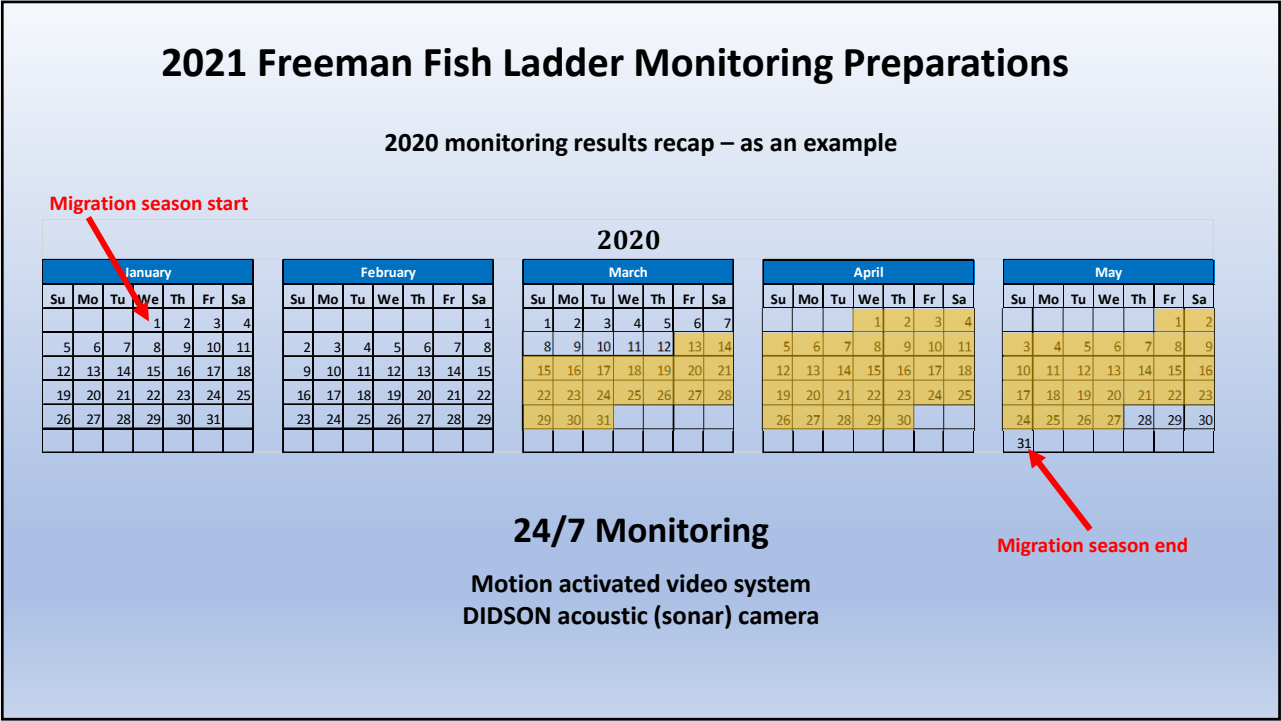 2021 Freeman Fish Ladder Monitoring Preparations
2020 monitoring results recap – as an example
Migration season start
2020
January February March April May
Su Mo Tu We Th Fr Sa Su Mo Tu We Th Fr Sa Su Mo Tu We Th Fr Sa Su Mo Tu We Th Fr Sa Su Mo Tu We Th Fr Sa
1 2 3 4 1 1 2 3 4 5 6 7 1 2 3 4 1 2
5 6 7 8 9 10 11 2 3 4 5 6 7 8 8 9 10 11 12 13 14 5 6 7 8 9 10 11 3 4 5 6 7 8 9
12 13 14 15 16 17 18 9 10 11 12 13 14 15 15 16 17 18 19 20 21 12 13 14 15 16 17 18 10 11 12 13 14 15 16
19 20 21 22 23 24 25 16 17 18 19 20 21 22 22 23 24 25 26 27 28 19 20 21 22 23 24 25 17 18 19 20 21 22 23
26 27 28 29 30 31 23 24 25 26 27 28 29 29 30 31 26 27 28 29 30 24 25 26 27 28 29 30
31
24/7 Monitoring
Migration season end
Motion activated video system
DIDSON acoustic (sonar) camera